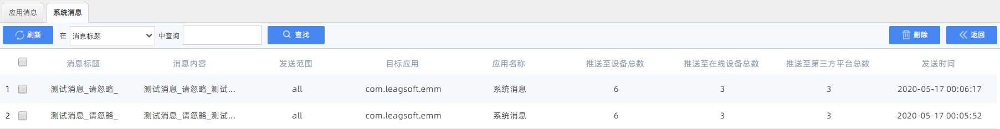 应用消息 系统消息
刷新 在 消息标题 中查询 查找 删除 返回
消息标题 消息内容 发送范围 目标应用 应用名称 推送至设备总数 推送至在线设备总数 推送至第三方平台总数 发送时间
1 测试消息_请忽略_ 测试消息_请忽略_测试... all com.leagsoft.emm 系统消息 6 3 3 2020-05-17 00:06:17
2 测试消息_请忽略_ 测试消息_请忽略_测试... all com.leagsoft.emm 系统消息 6 3 3 2020-05-17 00:05:52